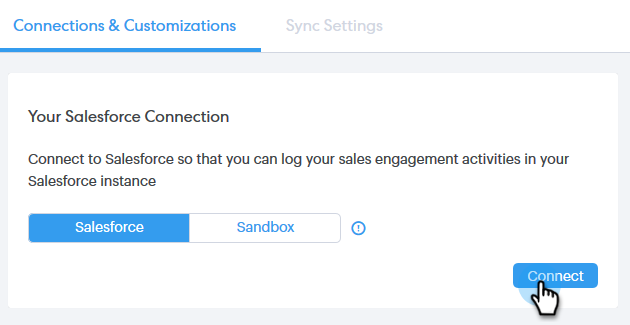 Connections & Customizations
Sync Settings
Your Salesforce Connection
Connect to Salesforce so that you can log your sales engagement activities in your
Salesforce instance
Salesforce
Sandbox
Connect